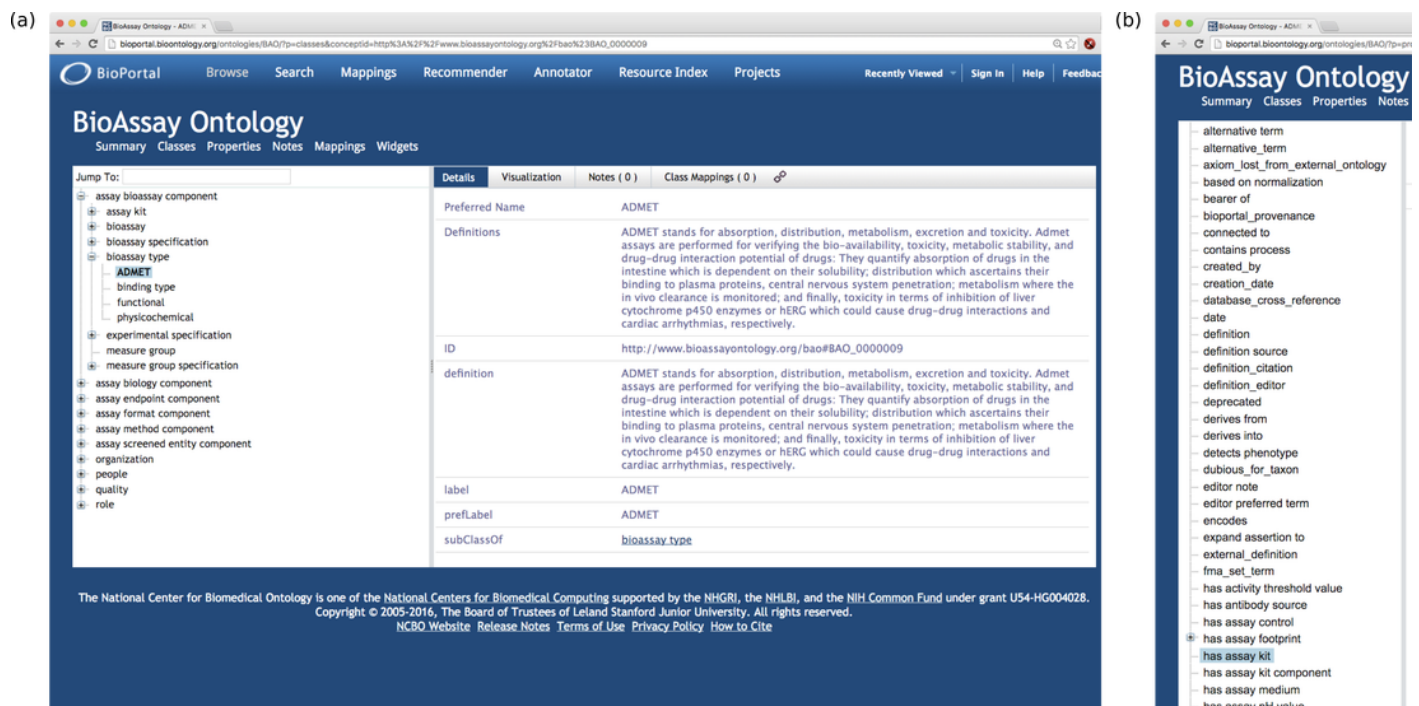 (a)
BioAssay Ontology - ADME ×
bioportal.bioontology.org/ontologies/BAO/?p=classes&conceptid=http%3A%2F%2Fwww.bioassayontology.org%2Fbao%23BAO_0000009
BioPortal Browse Search Mappings Recommender Annotator Resource Index Projects Recently Viewed Sign In Help Feedbac
BioAssay Ontology
Summary Classes Properties Notes Mappings Widgets
Jump To:
assay bioassay component
assay kit
bioassay
bioassay specification
bioassay type
ADMET
binding type
functional
physicochemical
experimental specification
measure group
measure group specification
assay biology component
assay endpoint component
assay format component
assay method component
assay screened entity component
organization
people
quality
role
Details Visualization Notes ( 0 ) Class Mappings ( 0 )
Preferred Name ADMET
Definitions ADMET stands for absorption, distribution, metabolism, excretion and toxicity. Admet
assays are performed for verifying the bio-availability, toxicity, metabolic stability, and
drug-drug interaction potential of drugs: They quantify absorption of drugs in the
intestine which is dependent on their solubility; distribution which ascertains their
binding to plasma proteins, central nervous system penetration; metabolism where the
in vivo clearance is monitored; and finally, toxicity in terms of inhibition of liver
cytochrome p450 enzymes or hERG which could cause drug-drug interactions and
cardiac arrhythmias, respectively.
ID http://www.bioassayontology.org/bao#BAO_0000009
definition ADMET stands for absorption, distribution, metabolism, excretion and toxicity. Admet
assays are performed for verifying the bio-availability, toxicity, metabolic stability, and
drug-drug interaction potential of drugs: They quantify absorption of drugs in the
intestine which is dependent on their solubility; distribution which ascertains their
binding to plasma proteins, central nervous system penetration; metabolism where the
in vivo clearance is monitored; and finally, toxicity in terms of inhibition of liver
cytochrome p450 enzymes or hERG which could cause drug-drug interactions and
cardiac arrhythmias, respectively.
label ADMET
prefLabel ADMET
subClassOf bioassay type
The National Center for Biomedical Ontology is one of the National Centers for Biomedical Computing supported by the NHGRI, the NHLBI, and the NIH Common Fund under grant U54-HG004028.
Copyright © 2005-2016, The Board of Trustees of Leland Stanford Junior University. All rights reserved.
NCBO Website Release Notes Terms of Use Privacy Policy How to Cite
(b)
BioAssay Ontology - ADME ×
bioportal.bioontology.org/ontologies/BAO/?p=pre
BioAssay Ontology
Summary Classes Properties Notes
alternative term
alternative_term
axiom_lost_from_external_ontology
based on normalization
bearer of
bioportal_provenance
connected to
contains process
created_by
creation_date
database_cross_reference
date
definition
definition source
definition_citation
definition_editor
deprecated
derives from
derives into
detects phenotype
dubious_for_taxon
editor note
editor preferred term
encodes
expand assertion to
external_definition
fma_set_term
has activity threshold value
has antibody source
has assay control
has assay footprint
has assay kit
has assay kit component
has assay medium
has assay pH value